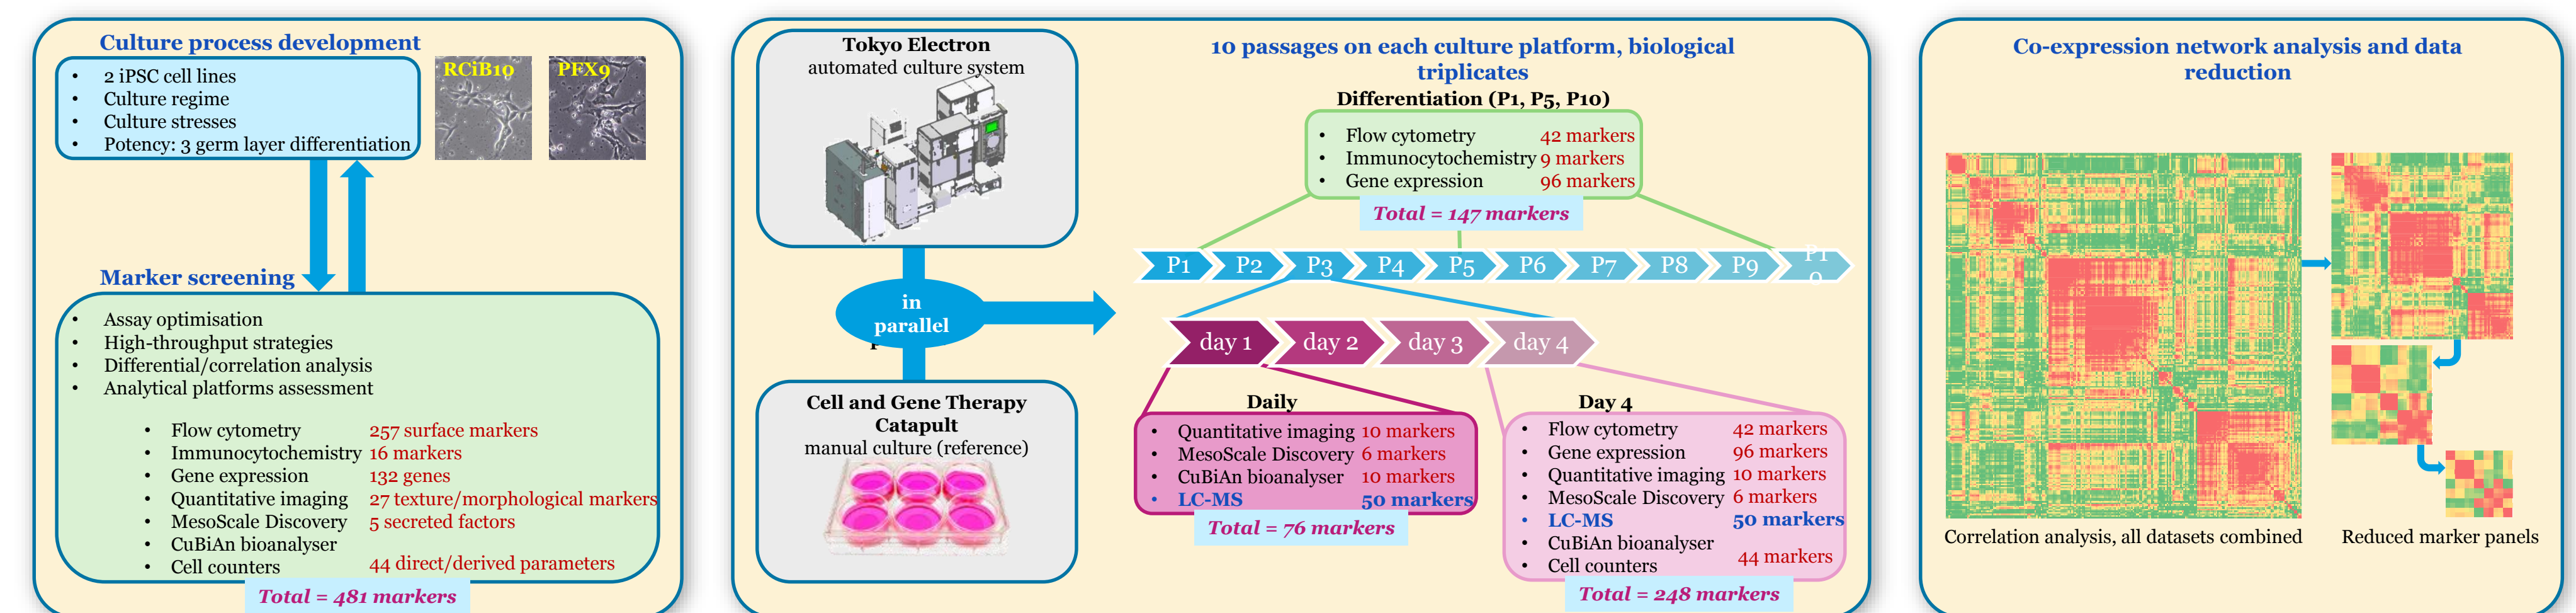 Culture process development
• 2 iPSC cell lines
• Culture regime
• Culture stresses
• Potency: 3 germ layer differentiation
RCiB10
PFX9
Marker screening
• Assay optimisation
• High-throughput strategies
• Differential/correlation analysis
• Analytical platforms assessment
• Flow cytometry 257 surface markers
• Immunocytochemistry 16 markers
• Gene expression 132 genes
• Quantitative imaging 27 texture/morphological markers
• MesoScale Discovery 5 secreted factors
• CuBiAn bioanalyser
• Cell counters 44 direct/derived parameters
Total = 481 markers
Tokyo Electron
automated culture system
in
parallel
Cell and Gene Therapy
Catapult
manual culture (reference)
10 passages on each culture platform, biological
triplicates
Differentiation (P1, P5, P10)
• Flow cytometry 42 markers
• Immunocytochemistry 9 markers
• Gene expression 96 markers
Total = 147 markers
P1 P2 P3 P4 P5 P6 P7 P8 P9 P10
day 1 day 2 day 3 day 4
Daily
• Quantitative imaging 10 markers
• MesoScale Discovery 6 markers
• CuBiAn bioanalyser 10 markers
• LC-MS 50 markers
Total = 76 markers
Day 4
• Flow cytometry 42 markers
• Gene expression 96 markers
• Quantitative imaging 10 markers
• MesoScale Discovery 6 markers
• LC-MS 50 markers
• CuBiAn bioanalyser
• Cell counters 44 markers
Total = 248 markers
Co-expression network analysis and data
reduction
Correlation analysis, all datasets combined
Reduced marker panels